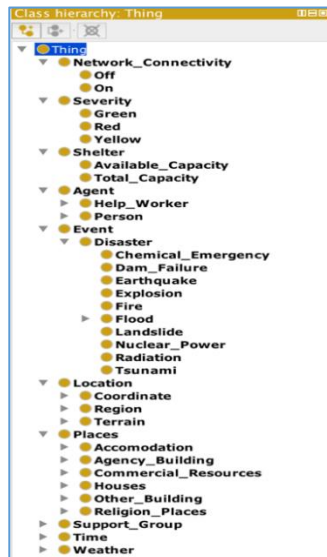 Class hierarchy: Thing
Thing
Network_Connectivity
Off
On
Severity
Green
Red
Yellow
Shelter
Available_Capacity
Total_Capacity
Agent
Help_Worker
Person
Event
Disaster
Chemical_Emergency
Dam_Failure
Earthquake
Explosion
Fire
Flood
Landslide
Nuclear_Power
Radiation
Tsunami
Location
Coordinate
Region
Terrain
Places
Accomodation
Agency_Building
Commercial_Resources
Houses
Other_Building
Religion_Places
Support_Group
Time
Weather